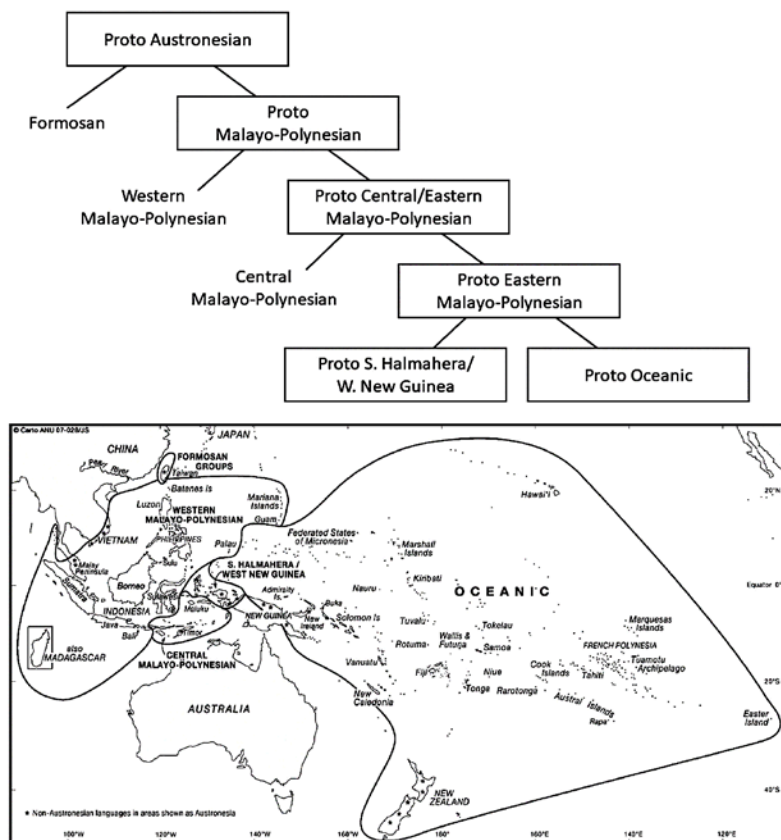 Proto Austronesian
Formosan
Proto
Malayo-Polynesian
Western
Malayo-Polynesian
Proto Central/Eastern
Malayo-Polynesian
Central
Malayo-Polynesian
Proto Eastern
Malayo-Polynesian
Proto S. Halmahera/
W. New Guinea
Proto Oceanic
JAPAN
CHINA
FORMOSAN
GROUPS
Pearl River
Taiwan
Batanes Is
20°N
Hawai'i
Luzon
Mariana
Islands
WESTERN
MALAYO-POLYNESIAN
Guam
VIETNAM
PHILIPPINES
Federated States
of Micronesia
Marshall
Islands
Palau
Malay
Peninsula
Sulu
S. HALMAHERA /
WEST NEW GUINEA
Kiribati
Sumatra
Borneo
Equator 0°
OCEANIC
Nauru
Admiralty
Is.
INDONESIA
Sulawesi
Maluku
NEW GUINEA
New
Ireland
Buka
Solomon Is
Tuvalu
Tokelau
Marquesas
Islands
Java
Bali
Timor
also
MADAGASCAR
CENTRAL
MALAYO-POLYNESIAN
Rotuma
Wallis &
Futuna
Samoa
FRENCH POLYNESIA
Tuamotu
Archipelago
Vanuatu
Fiji
Niue
Cook
Islands
Tahiti
20°S
Tonga
Rarotonga
Austral Islands
New
Caledonia
Rapa
Easter
Island
AUSTRALIA
NEW
ZEALAND
40°S
* Non-Austronesian languages in areas shown as Austronesia
100°E
120°W
140°W
160°W
180°
160°E
140°E
120°E